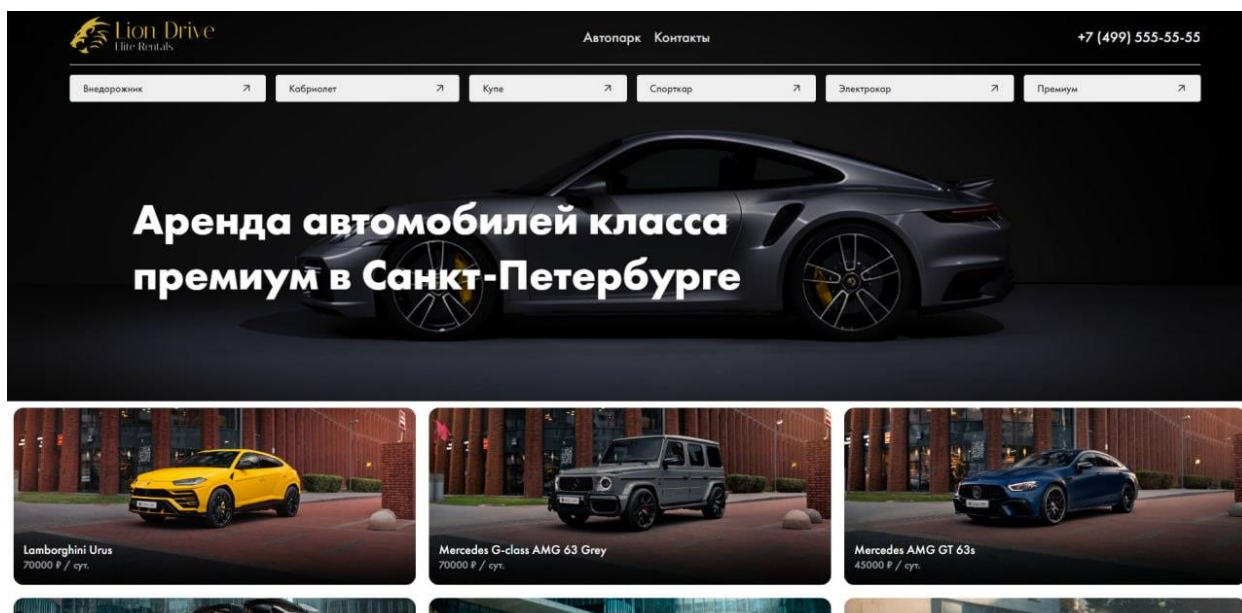 Lion Drive
Elite Rentals
Автопарк Контакты
+7 (499) 555-55-55
Внедорожник
Кабриолет
Купе
Спорткар
Электрокар
Премиум
Аренда автомобилей класса
премиум в Санкт-Петербурге
Lamborghini Urus
70000 ₽ / сут.
Mercedes G-class AMG 63 Grey
70000 ₽ / сут.
Mercedes AMG GT 63s
45000 ₽ / сут.